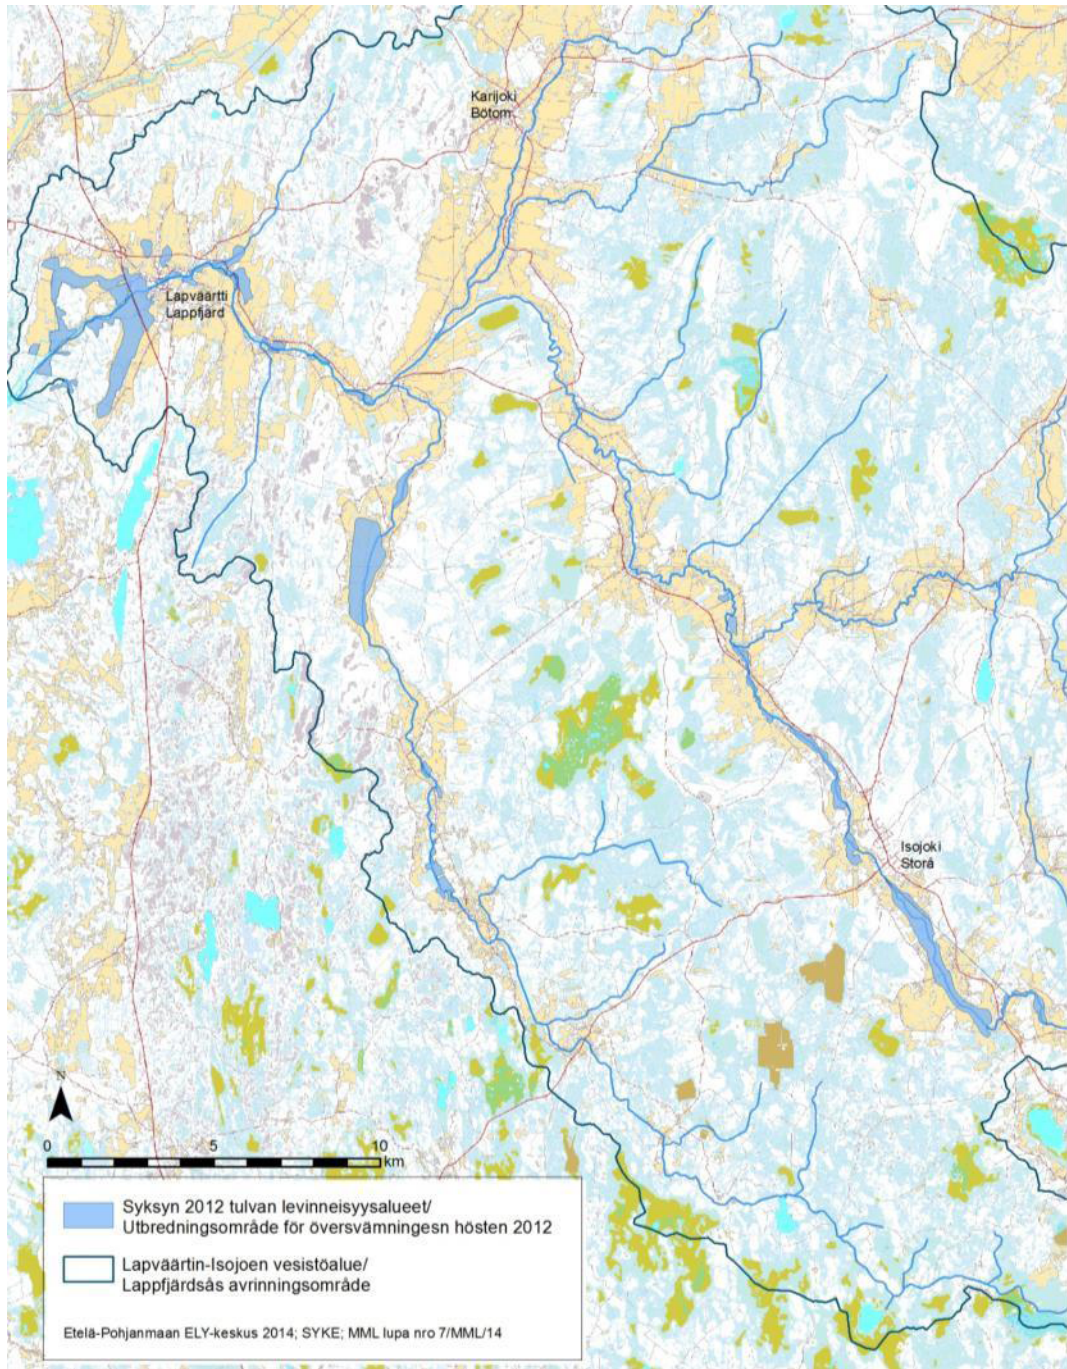 Karijoki
Bötom
Lapväärtti
Lappfjärd
Isojoki
Storå
N
0 5 10
km
Syksyn 2012 tulvan levinneisyysalueet/
Utbredningsområde för översvämningesn hösten 2012
Lapväärtin-Isojoen vesistöalue/
Lappfjärdsås avrinningsområde
Etelä-Pohjanmaan ELY-keskus 2014; SYKE; MML lupa nro 7/MML/14